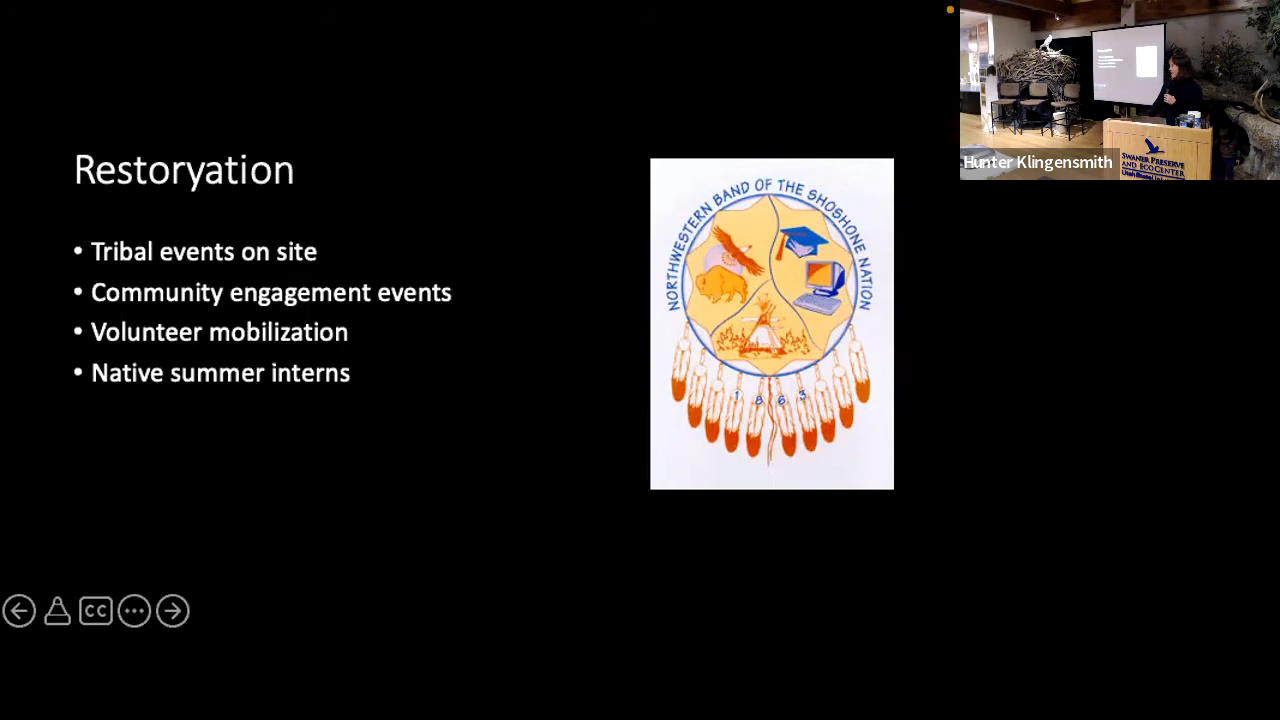 Restoryation
• Tribal events on site
• Community engagement events
• Volunteer mobilization
• Native summer interns
NORTHWESTERN BAND OF THE SHOSHONE NATION
1863
CC
Hunter Klingensmith
SWANER PRESERVE
AND ECOCENTER